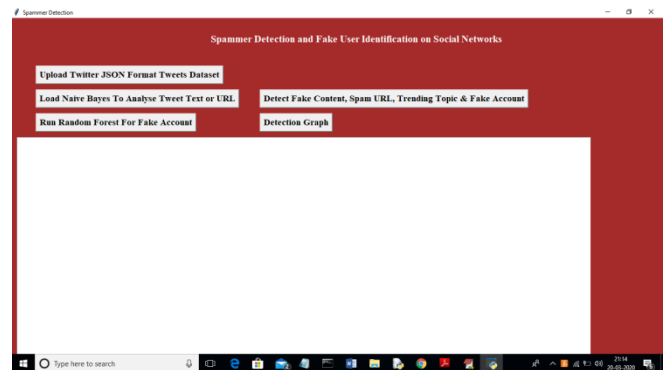 Spammer Detection
Spammer Detection and Fake User Identification on Social Networks
Upload Twitter JSON Format Tweets Dataset
Load Naive Bayes To Analyse Tweet Text or URL
Detect Fake Content, Spam URL, Trending Topic & Fake Account
Run Random Forest For Fake Account
Detection Graph
Type here to search
21:14
20-03-2020